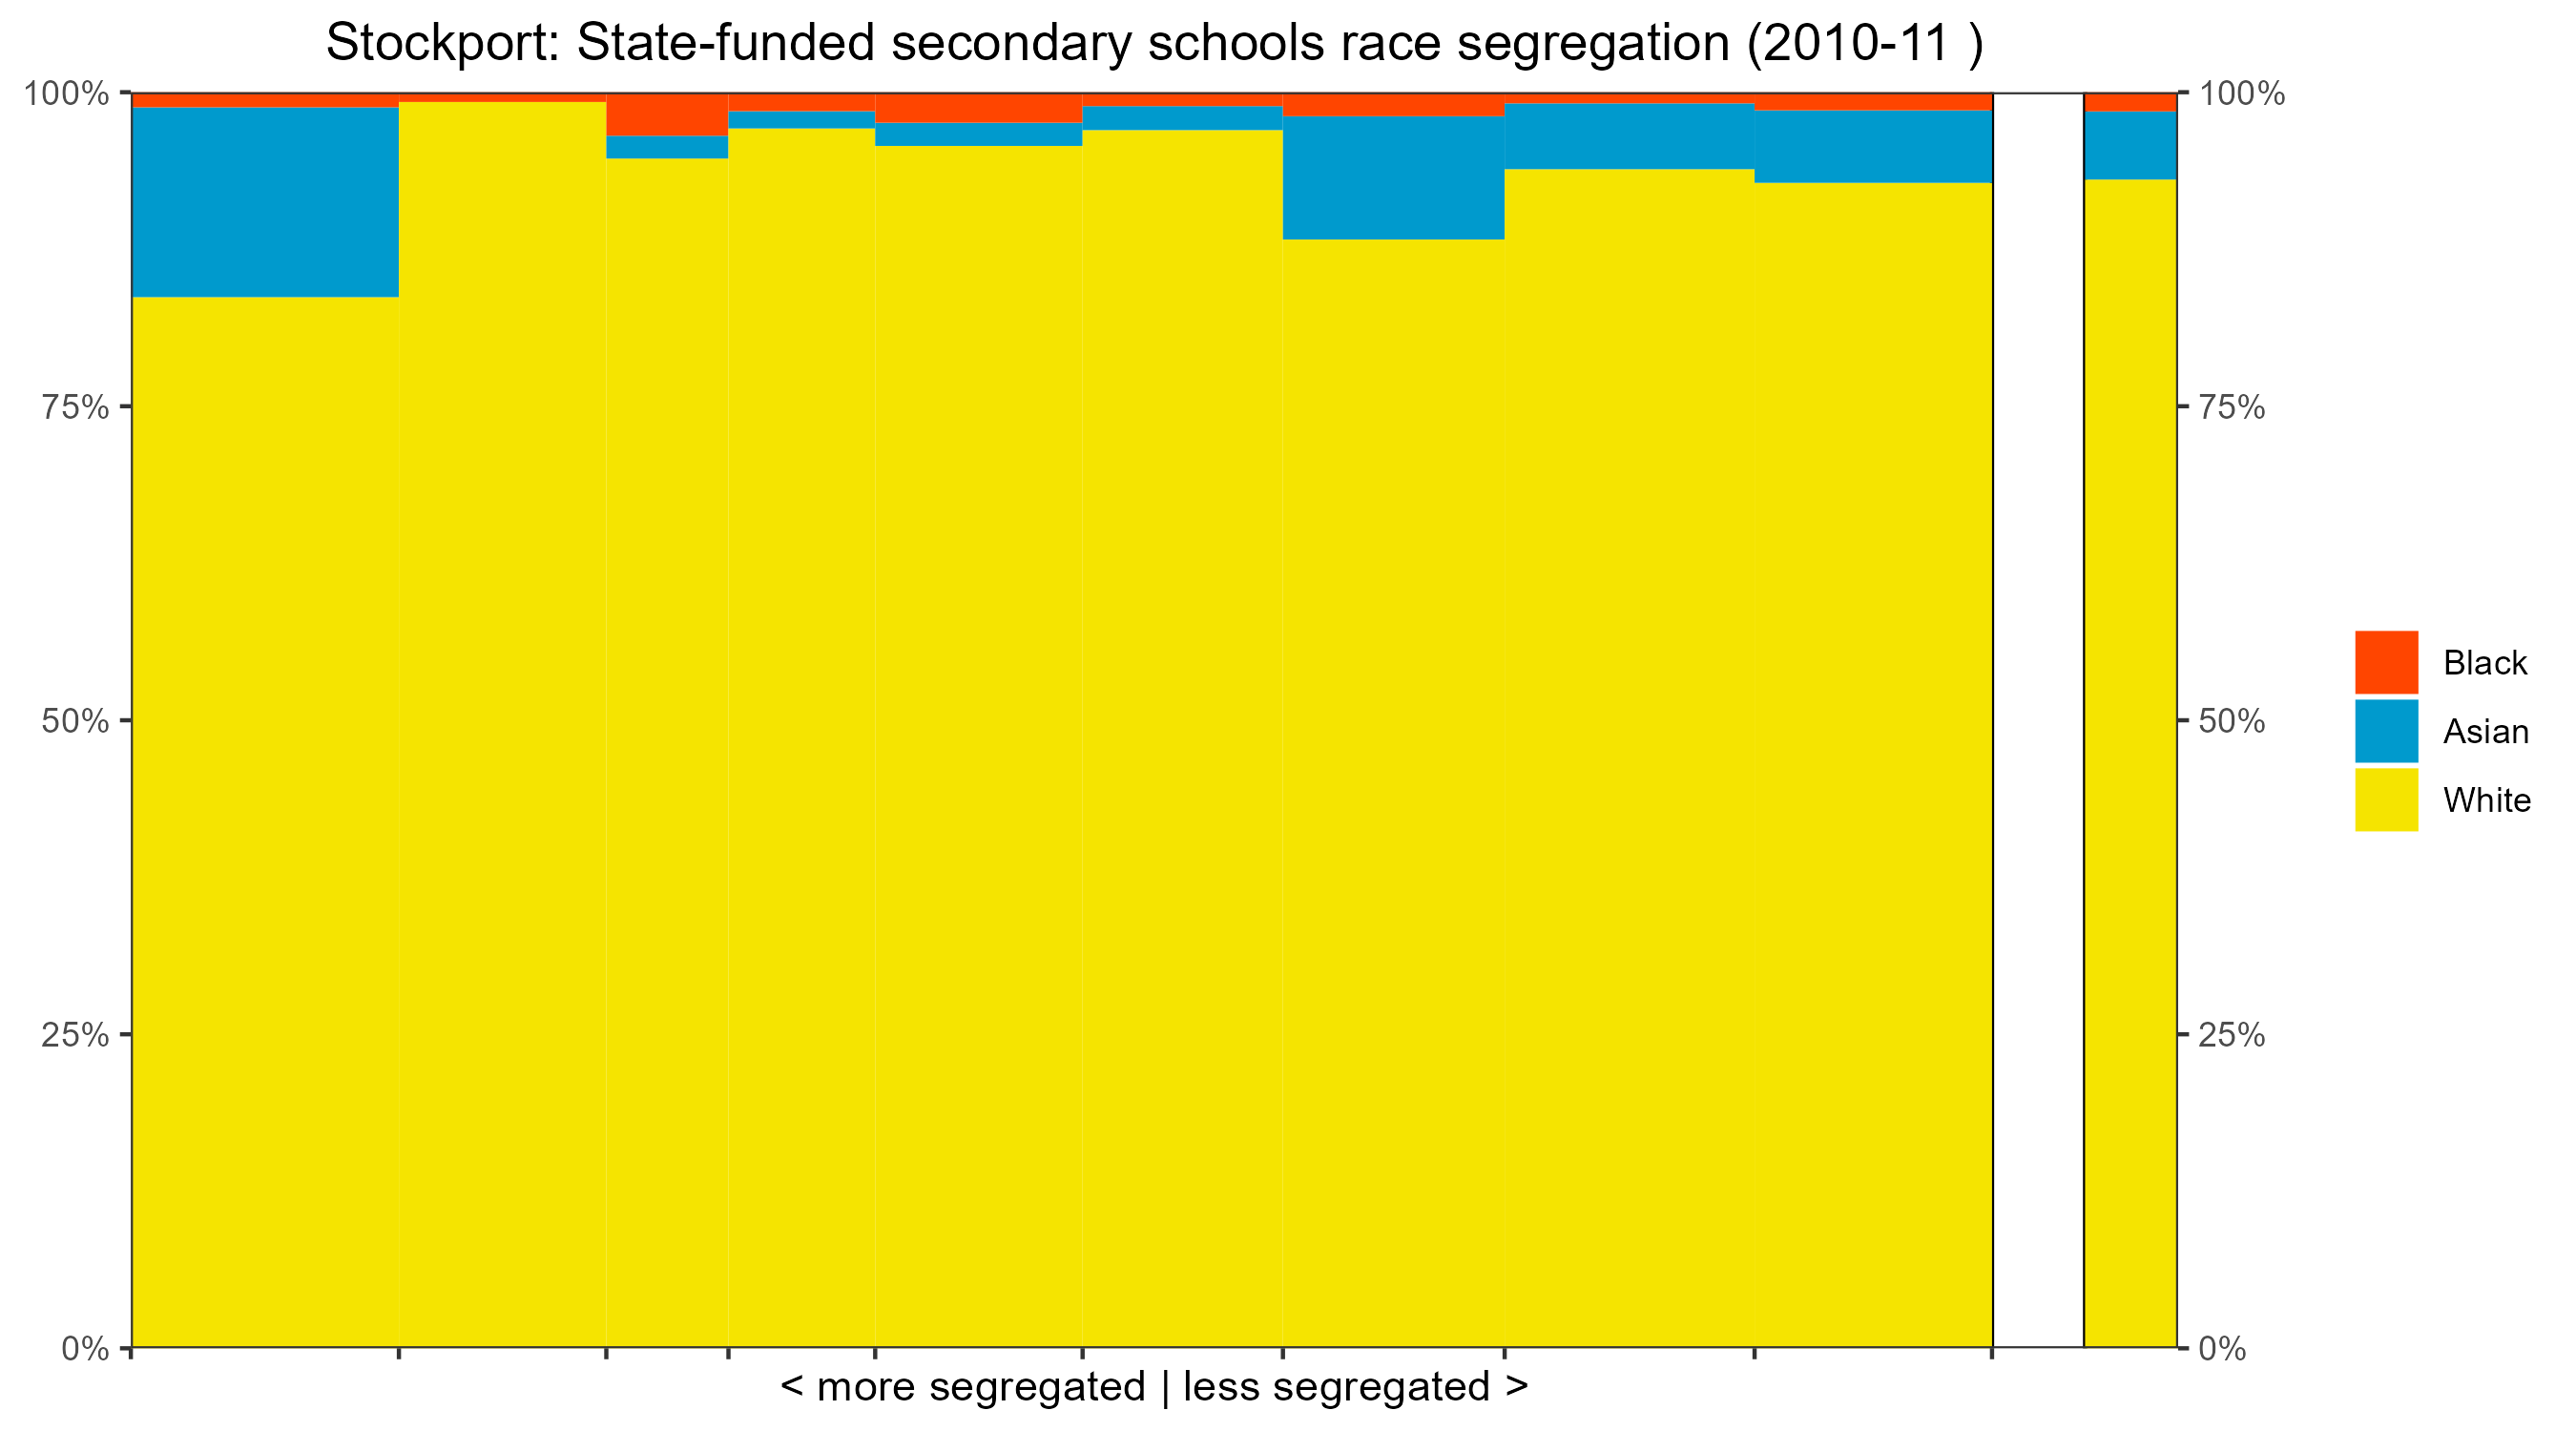 Stockport: State-funded secondary schools race segregation (2010-11 )
100%
75%
50%
25%
0%
100%
75%
50%
25%
0%
Black
Asian
White
< more segregated | less segregated >